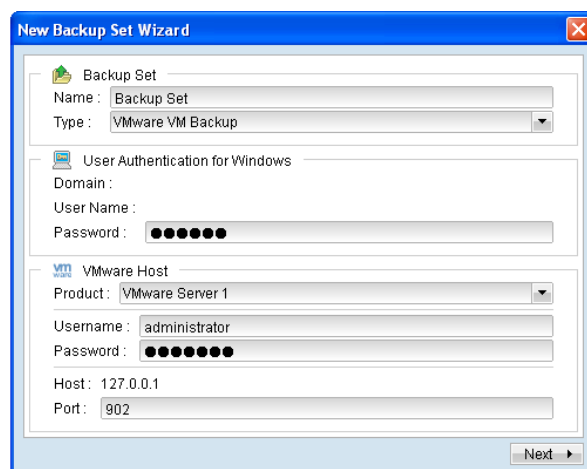 New Backup Set Wizard
Backup Set
Name : Backup Set
Type : VMware VM Backup
User Authentication for Windows
Domain :
User Name :
Password : ●●●●●●
vm ware VMware Host
Product : VMware Server 1
Username : administrator
Password : ●●●●●●●
Host : 127.0.0.1
Port : 902
Next